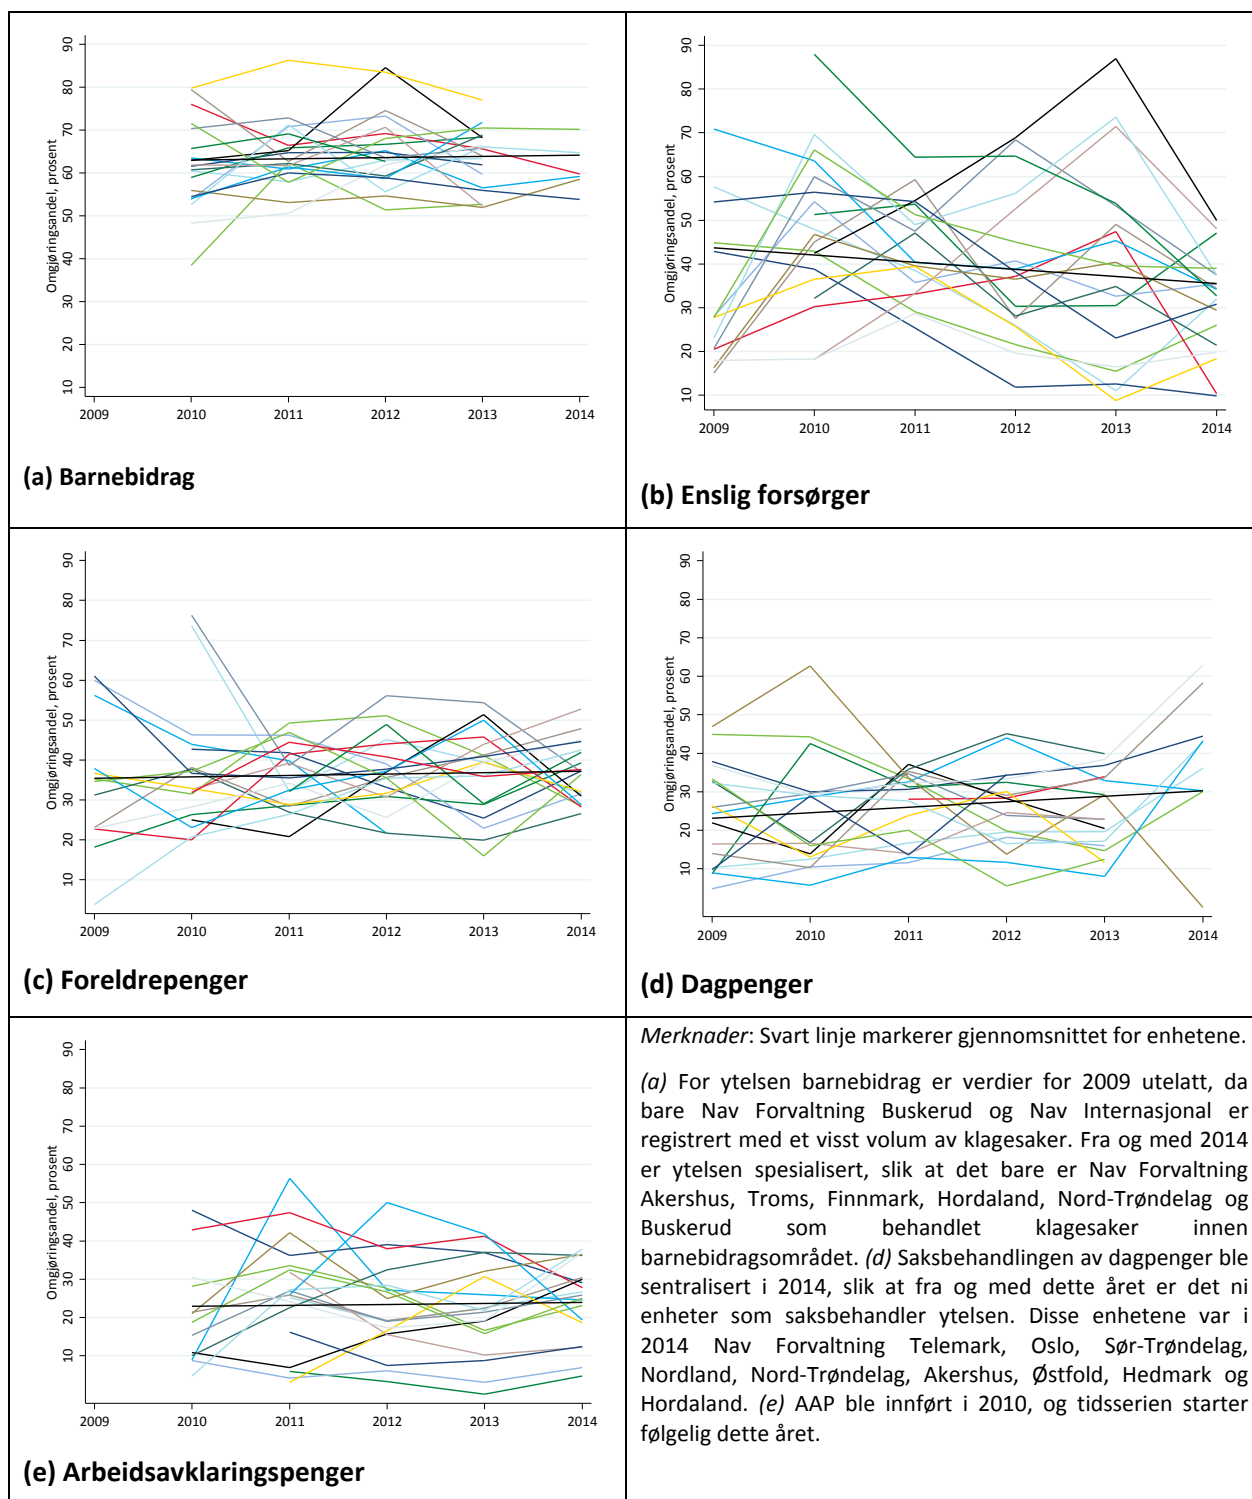 Omgjøringsandel, prosent
90
80
70
60
50
40
30
20
10
2009 2010 2011 2012 2013 2014
(a) Barnebidrag
Omgjøringsandel, prosent
90
80
70
60
50
40
30
20
10
2009 2010 2011 2012 2013 2014
(b) Enslig forsørger
Omgjøringsandel, prosent
90
80
70
60
50
40
30
20
10
2009 2010 2011 2012 2013 2014
(c) Foreldrepenger
Omgjøringsandel, prosent
90
80
70
60
50
40
30
20
10
2009 2010 2011 2012 2013 2014
(d) Dagpenger
Omgjøringsandel, prosent
90
80
70
60
50
40
30
20
10
2009 2010 2011 2012 2013 2014
(e) Arbeidsavklaringspenger
Merknader: Svart linje markerer gjennomsnittet for enhetene.
(a) For ytelsen barnebidrag er verdier for 2009 utelatt, da
bare Nav Forvaltning Buskerud og Nav Internasjonal er
registrert med et visst volum av klagesaker. Fra og med 2014
er ytelsen spesialisert, slik at det bare er Nav Forvaltning
Akershus, Troms, Finnmark, Hordaland, Nord-Trøndelag og
Buskerud som behandlet klagesaker innen
barnebidragsområdet. (d) Saksbehandlingen av dagpenger ble
sentralisert i 2014, slik at fra og med dette året er det ni
enheter som saksbehandler ytelsen. Disse enhetene var i
2014 Nav Forvaltning Telemark, Oslo, Sør-Trøndelag,
Nordland, Nord-Trøndelag, Akershus, Østfold, Hedmark og
Hordaland. (e) AAP ble innført i 2010, og tidsserien starter
følgelig dette året.